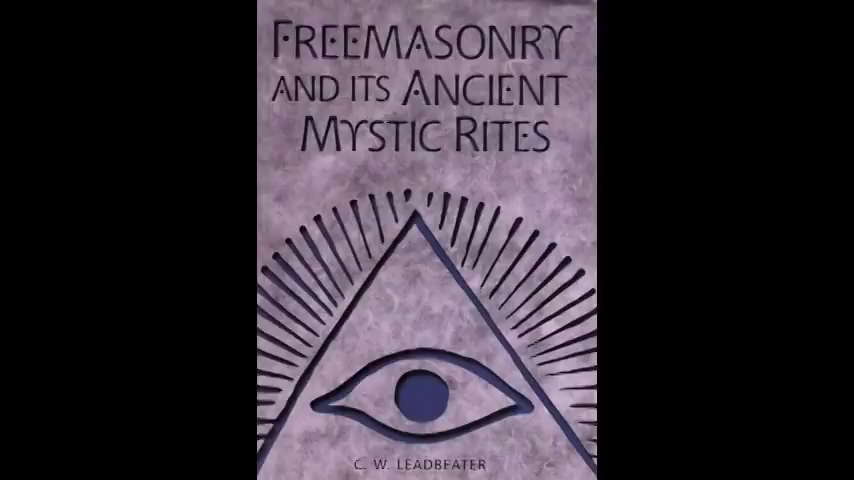 FREEMASONRY
AND ITS ANCIENT
MYSTIC RITES
C. W. LEADBEATER